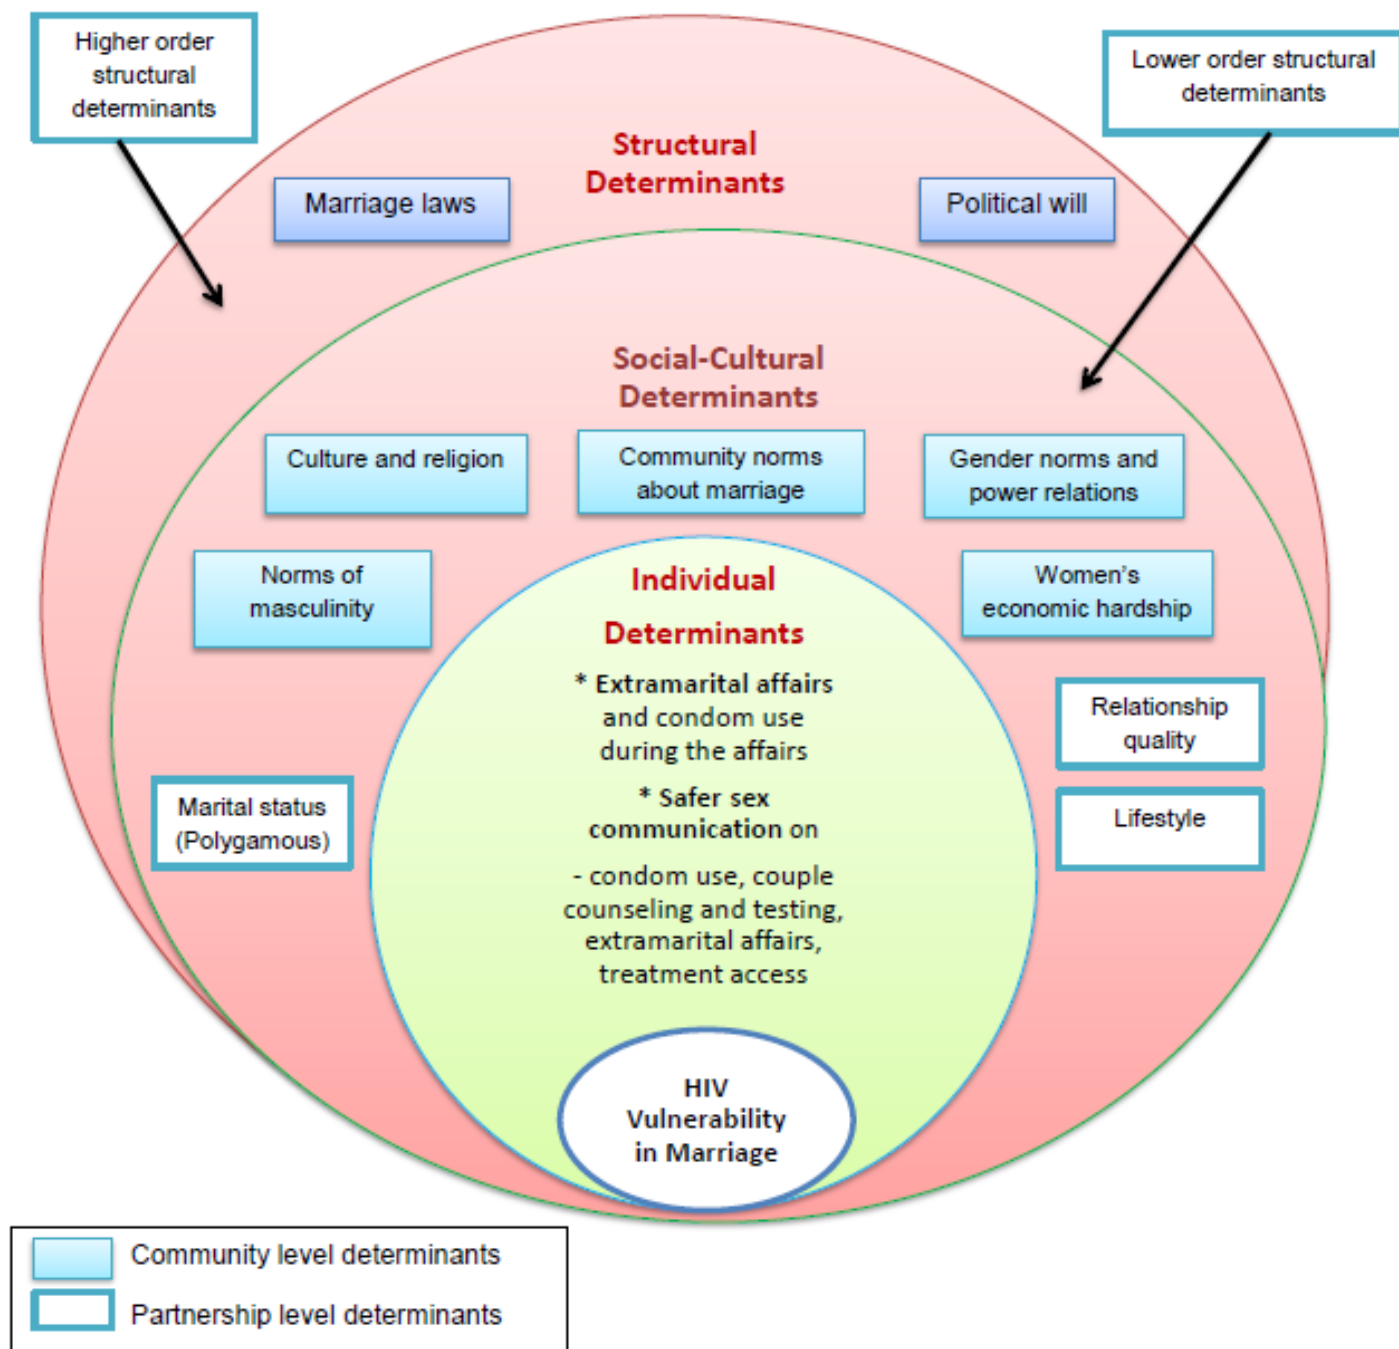 Higher order
structural
determinants
Lower order structural
determinants
Structural
Determinants
Marriage laws
Political will
Social-Cultural
Determinants
Culture and religion
Community norms
about marriage
Gender norms and
power relations
Norms of
masculinity
Women’s
economic hardship
Individual
Determinants
* Extramarital affairs
and condom use
during the affairs
* Safer sex
communication on
- condom use, couple
counseling and testing,
extramarital affairs,
treatment access
Relationship
quality
Lifestyle
Marital status
(Polygamous)
HIV
Vulnerability
in Marriage
Community level determinants
Partnership level determinants